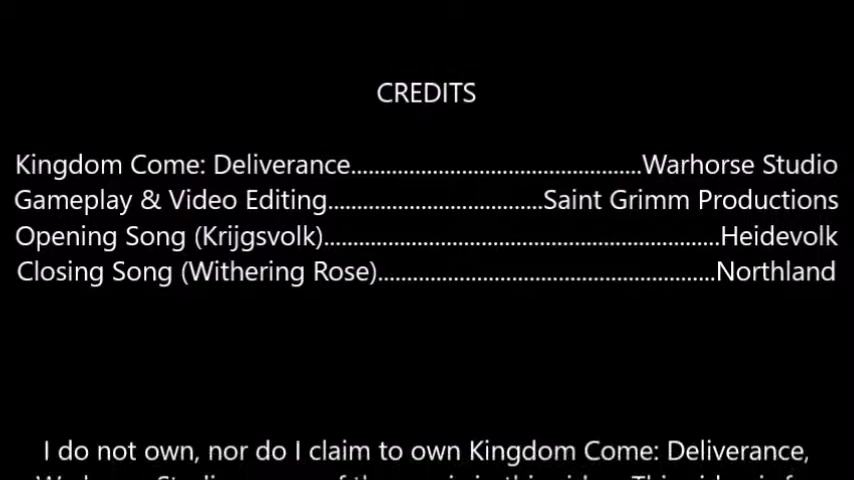 CREDITS
Kingdom Come: Deliverance.................................................Warhorse Studio
Gameplay & Video Editing.....................................Saint Grimm Productions
Opening Song (Krijgsvolk)....................................................................Heidevolk
Closing Song (Withering Rose)..........................................................Northland
I do not own, nor do I claim to own Kingdom Come: Deliverance,